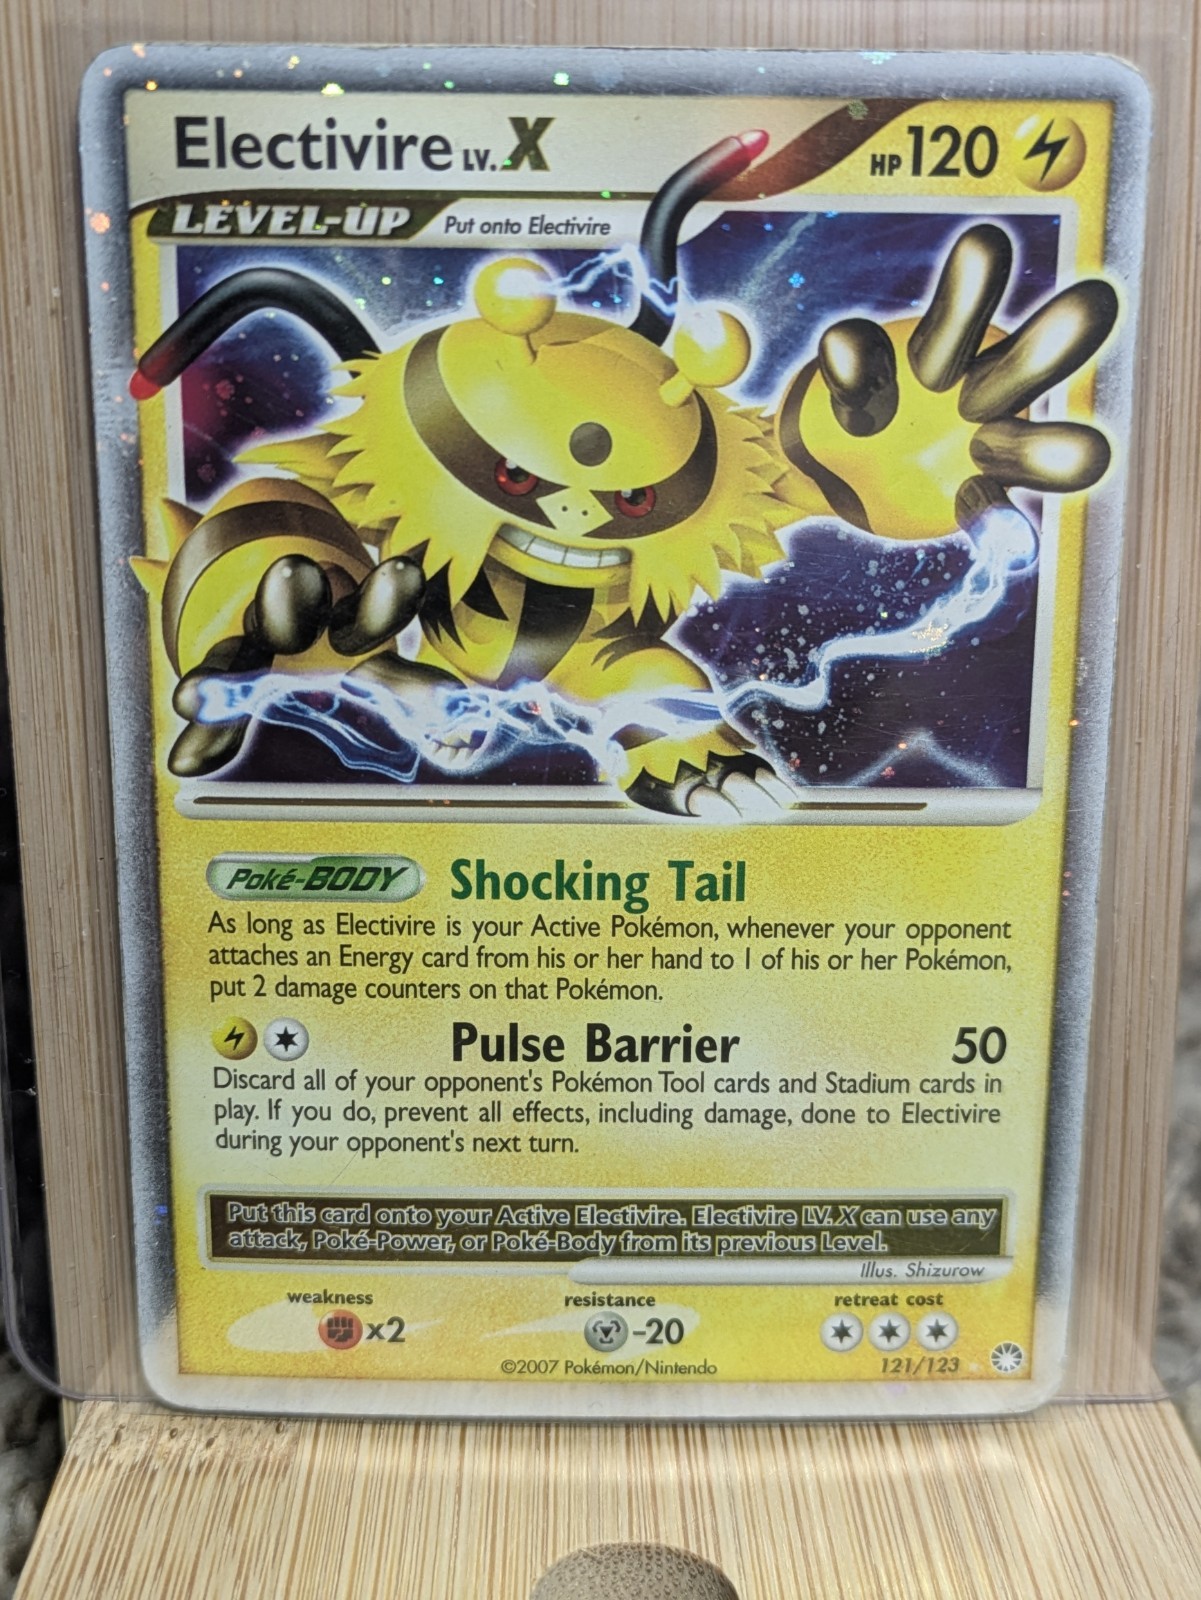 Electivire LV.X HP 120
LEVEL-UP Put onto Electivire
Poké-BODY Shocking Tail
As long as Electivire is your Active Pokémon, whenever your opponent
attaches an Energy card from his or her hand to 1 of his or her Pokémon,
put 2 damage counters on that Pokémon.
Pulse Barrier 50
Discard all of your opponent's Pokémon Tool cards and Stadium cards in
play. If you do, prevent all effects, including damage, done to Electivire
during your opponent's next turn.
Put this card onto your Active Electivire. Electivire LV.X can use any
attack, Poké-Power, or Poké-Body from its previous Level.
Illus. Shizurow
weakness resistance retreat cost
x2 -20
©2007 Pokémon/Nintendo 121/123